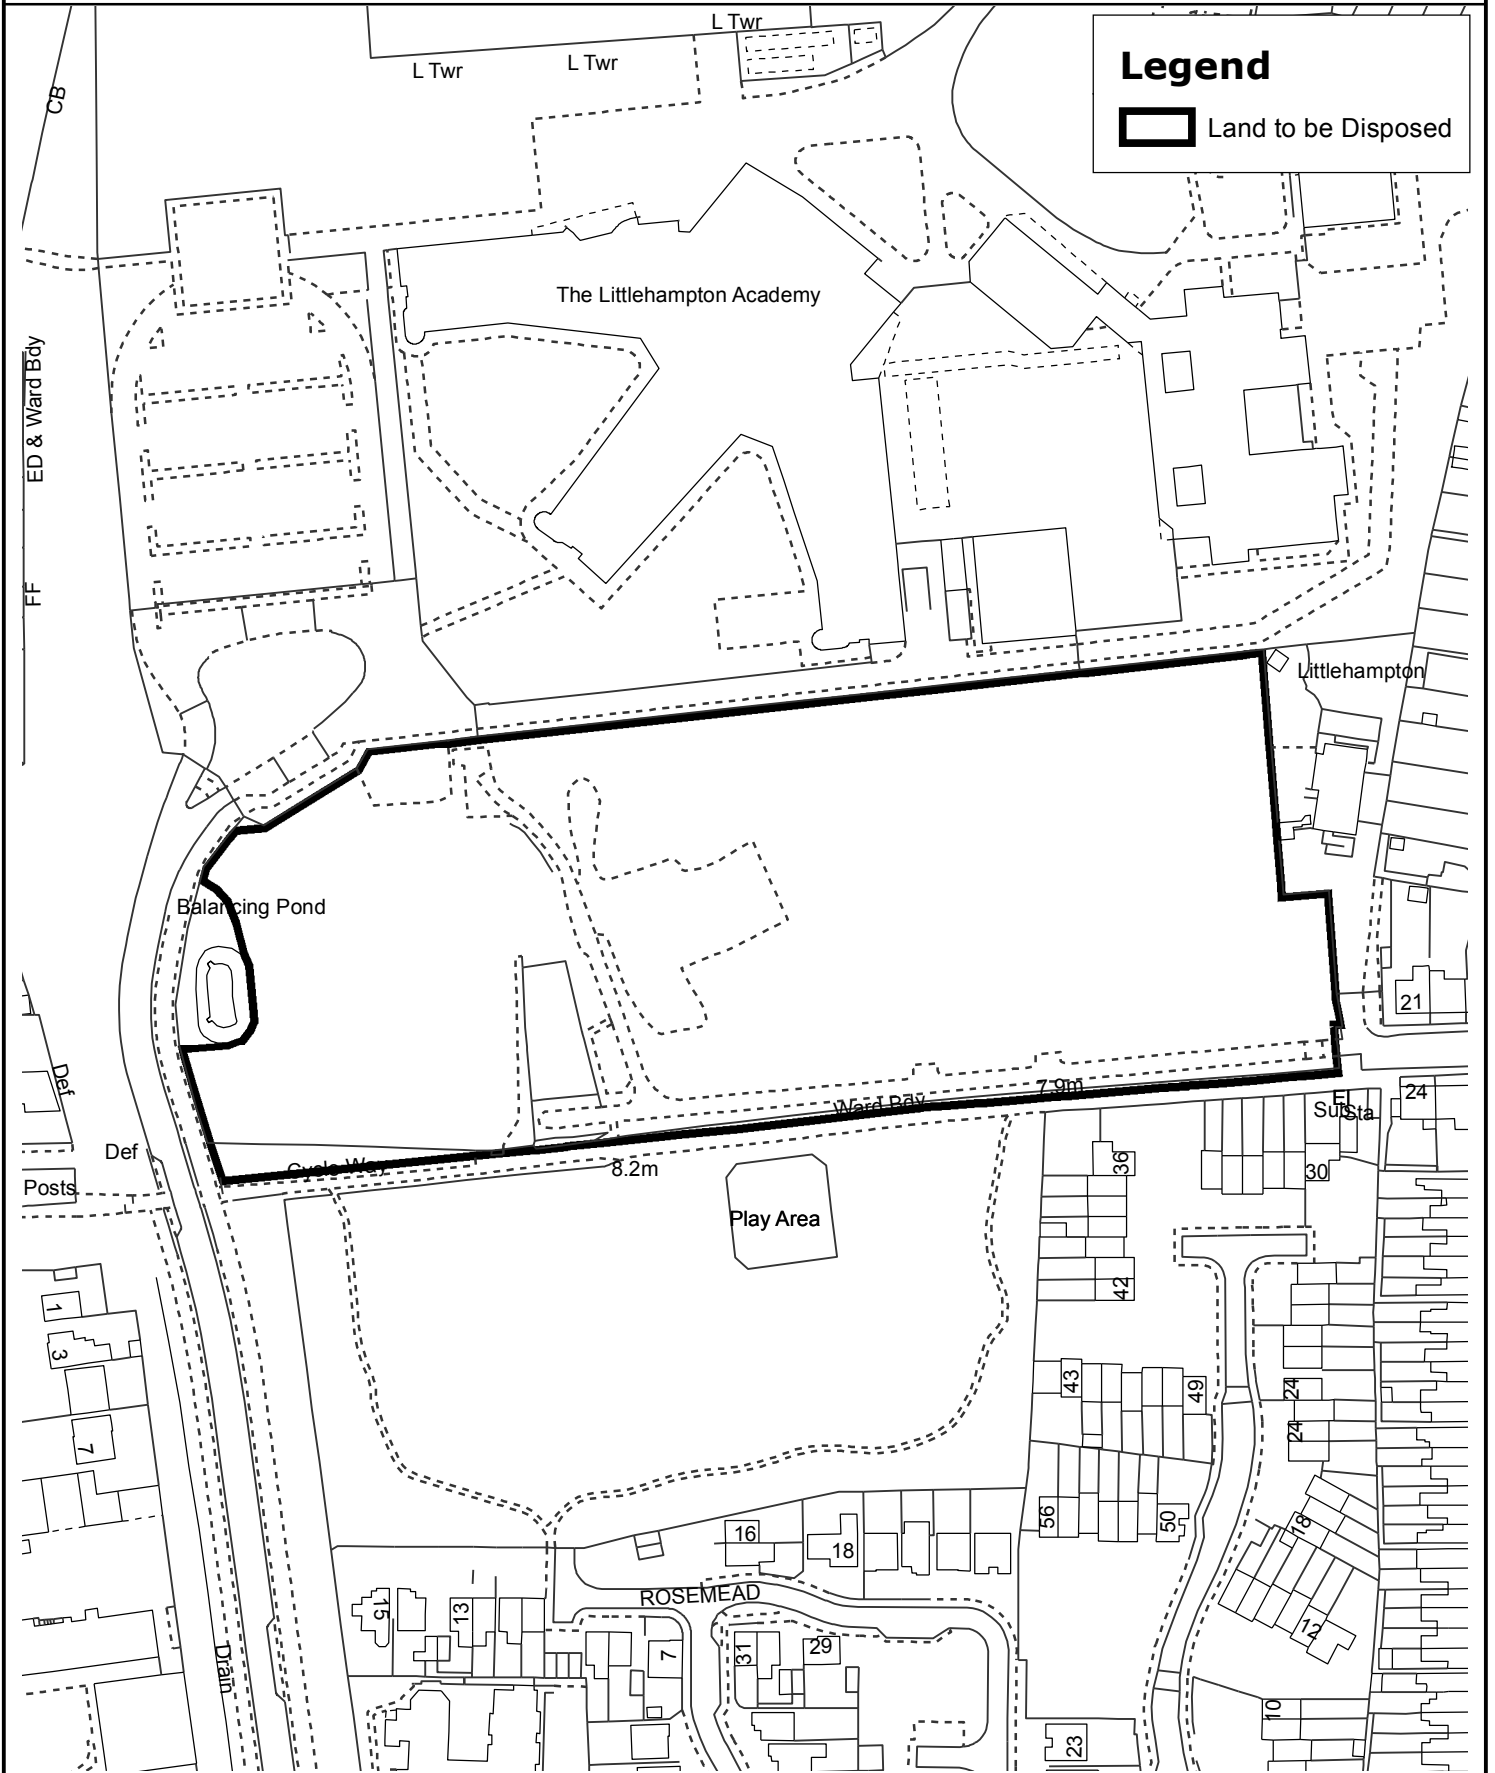 L Twr
L Twr
L Twr
Legend
Land to be Disposed
CB
The Littlehampton Academy
ED & Ward Bdy
FF
Littlehampton
Balancing Pond
21
Def
7.9m
Ward Bdy
El
Sub Sta
24
Def
Cycle Way
8.2m
36
30
Posts
Play Area
42
1
3
43
49
24
7
24
56
50
18
16
18
ROSEMEAD
15
13
12
31
29
7
Drain
10
23